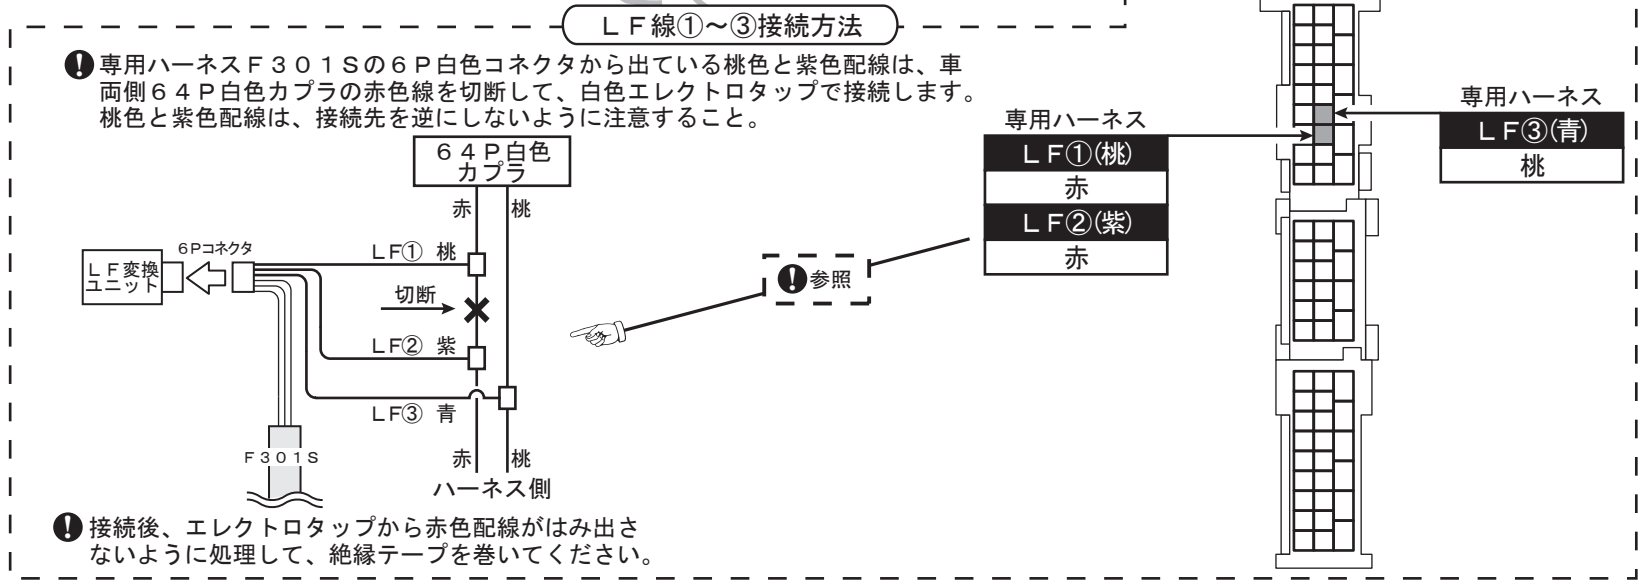 LF線①～③接続方法
専用ハーネスF301Sの6P白色コネクタから出ている桃色と紫色配線は、車
両側64P白色カプラの赤色線を切断して、白色エレクトロタップで接続します。
桃色と紫色配線は、接続先を逆にしないように注意すること。
64P白色
カプラ
赤
桃
6Pコネクタ
LF変換
ユニット
LF① 桃
切断
LF② 紫
LF③ 青
F301S
赤
桃
ハーネス側
接続後、エレクトロタップから赤色配線がはみ出さ
ないように処理して、絶縁テープを巻いてください。
参照
専用ハーネス
LF①(桃)
赤
LF②(紫)
赤
専用ハーネス
LF③(青)
桃